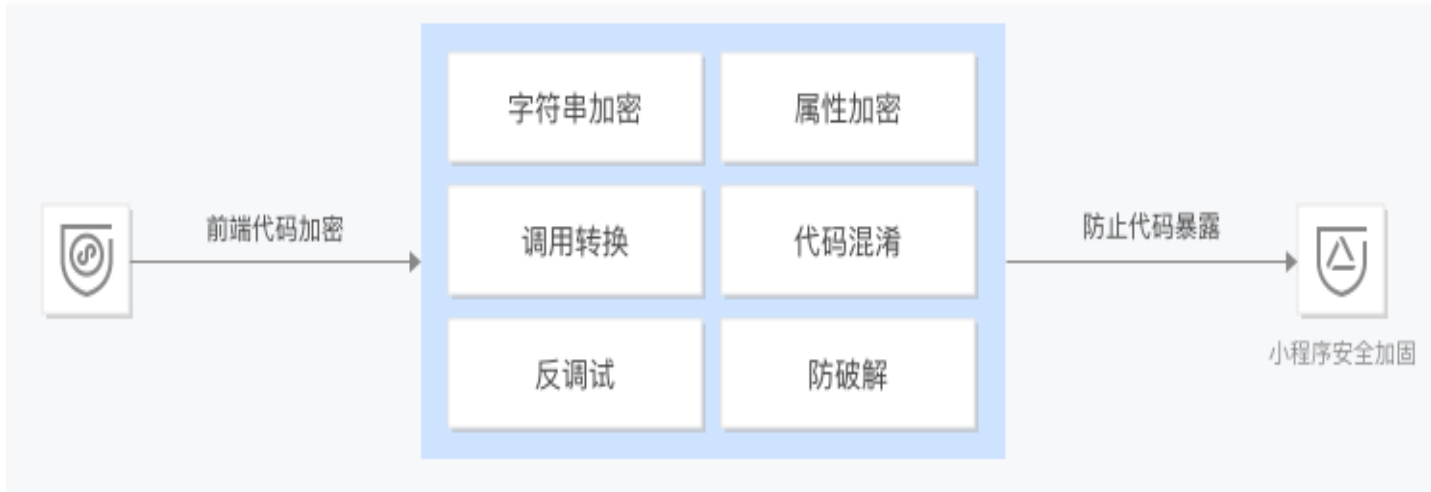 字符串加密
属性加密
前端代码加密
调用转换
代码混淆
防止代码暴露
反调试
防破解
小程序安全加固